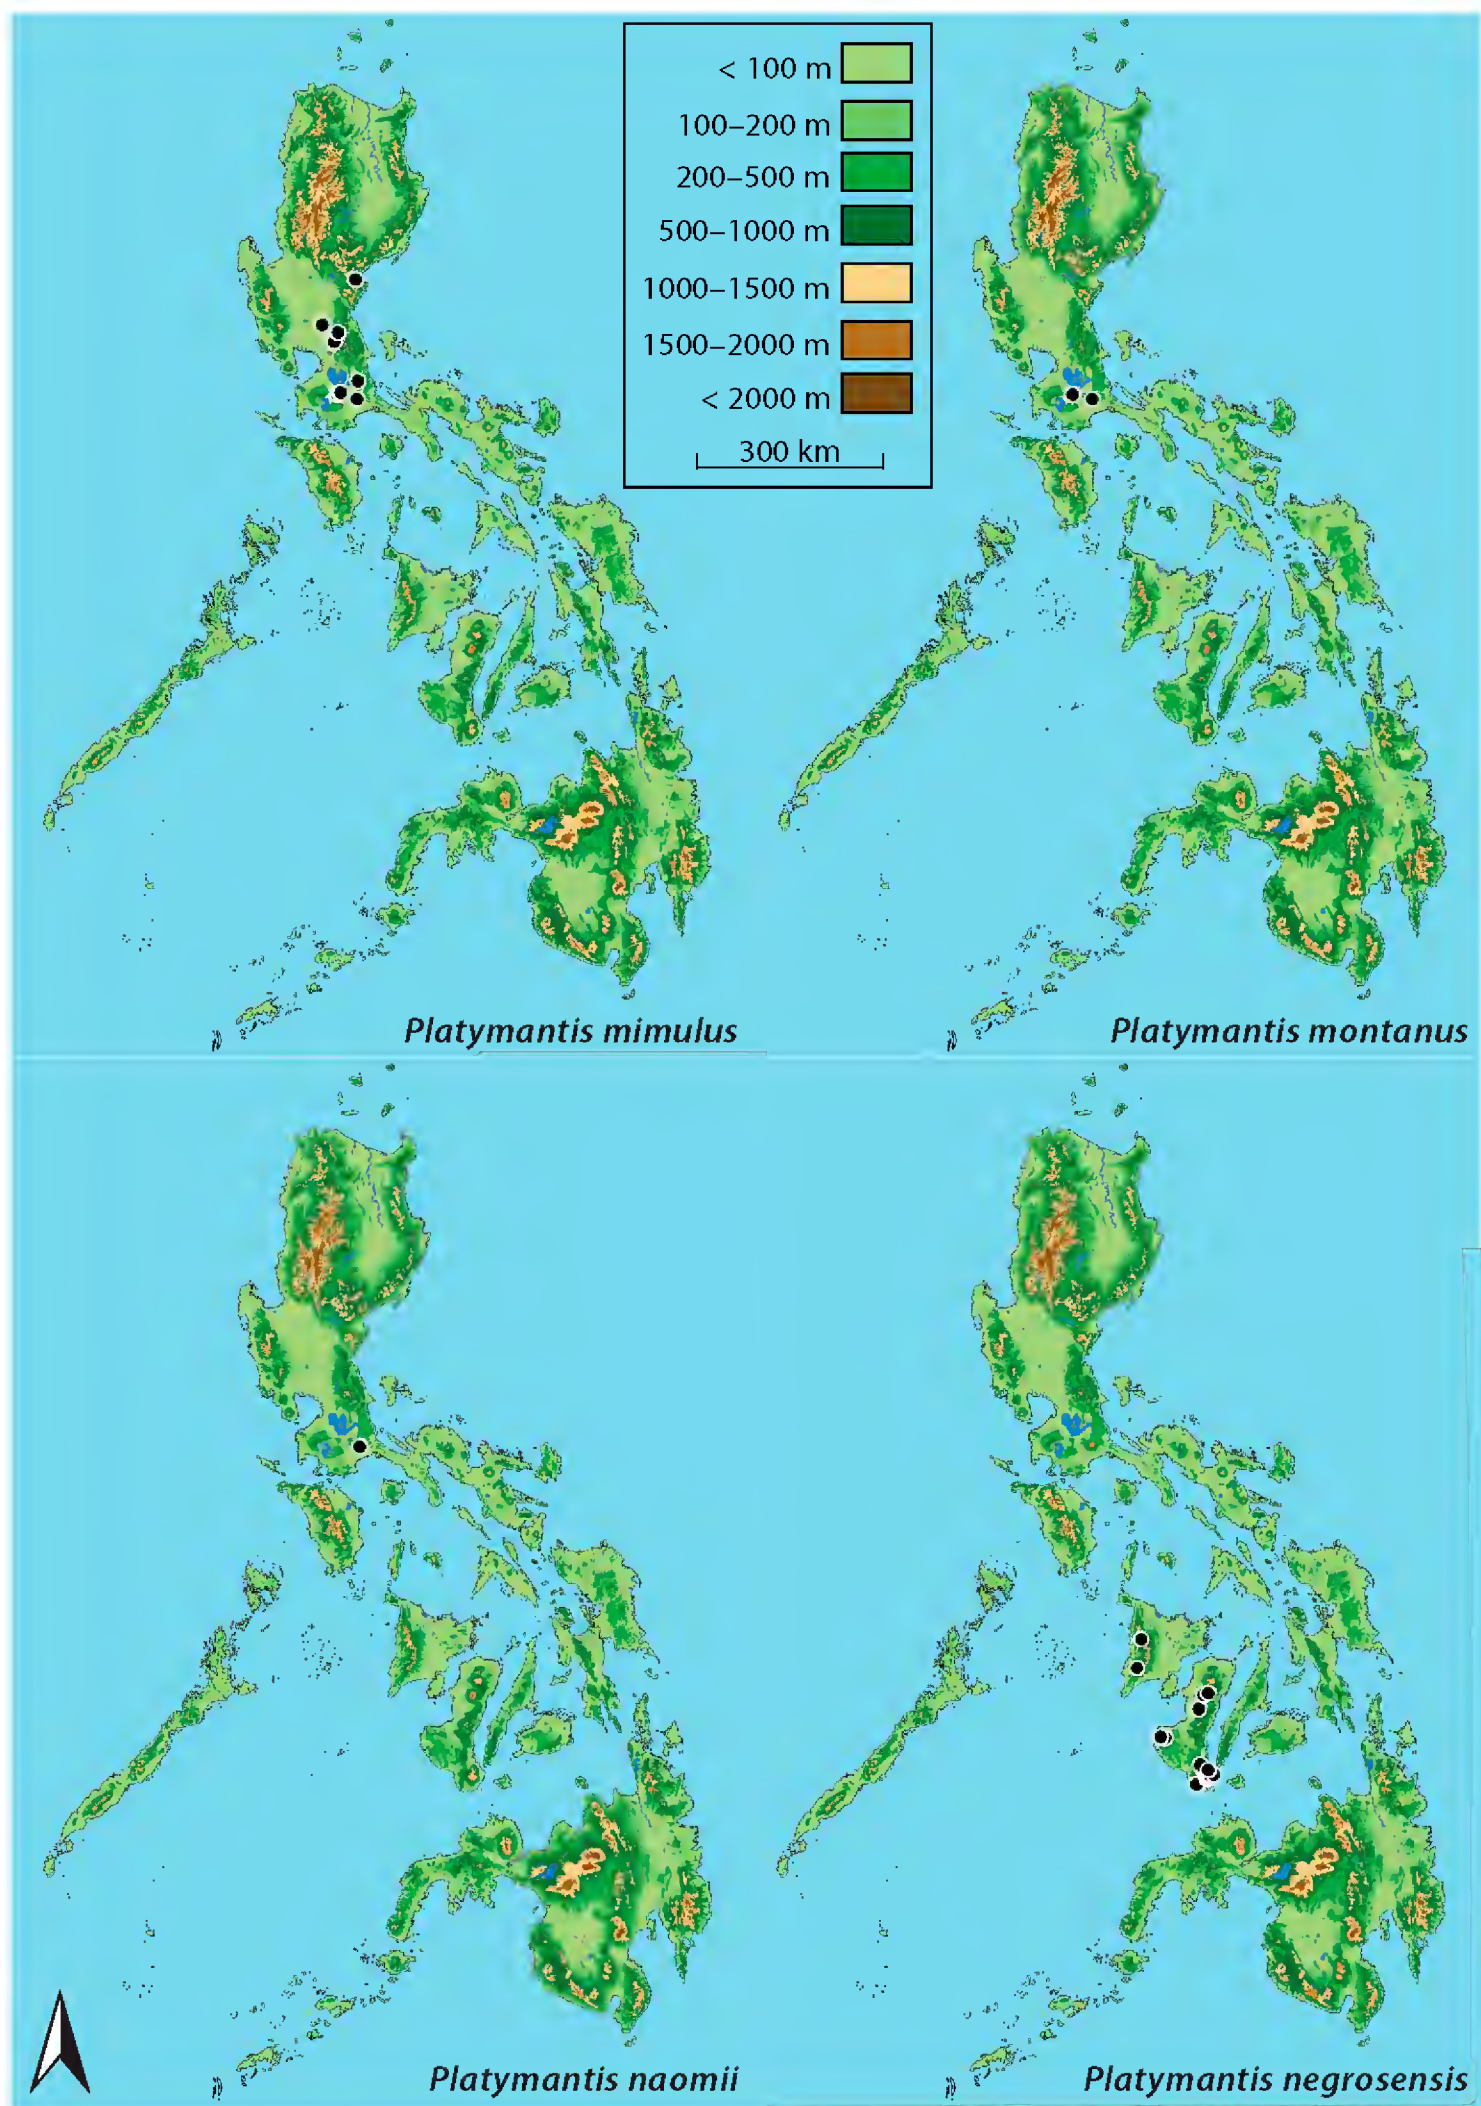 < 100 m
100–200 m
200–500 m
500–1000 m
1000–1500 m
1500–2000 m
< 2000 m
300 km
Platymantis mimulus
Platymantis montanus
Platymantis naomii
Platymantis negrosensis